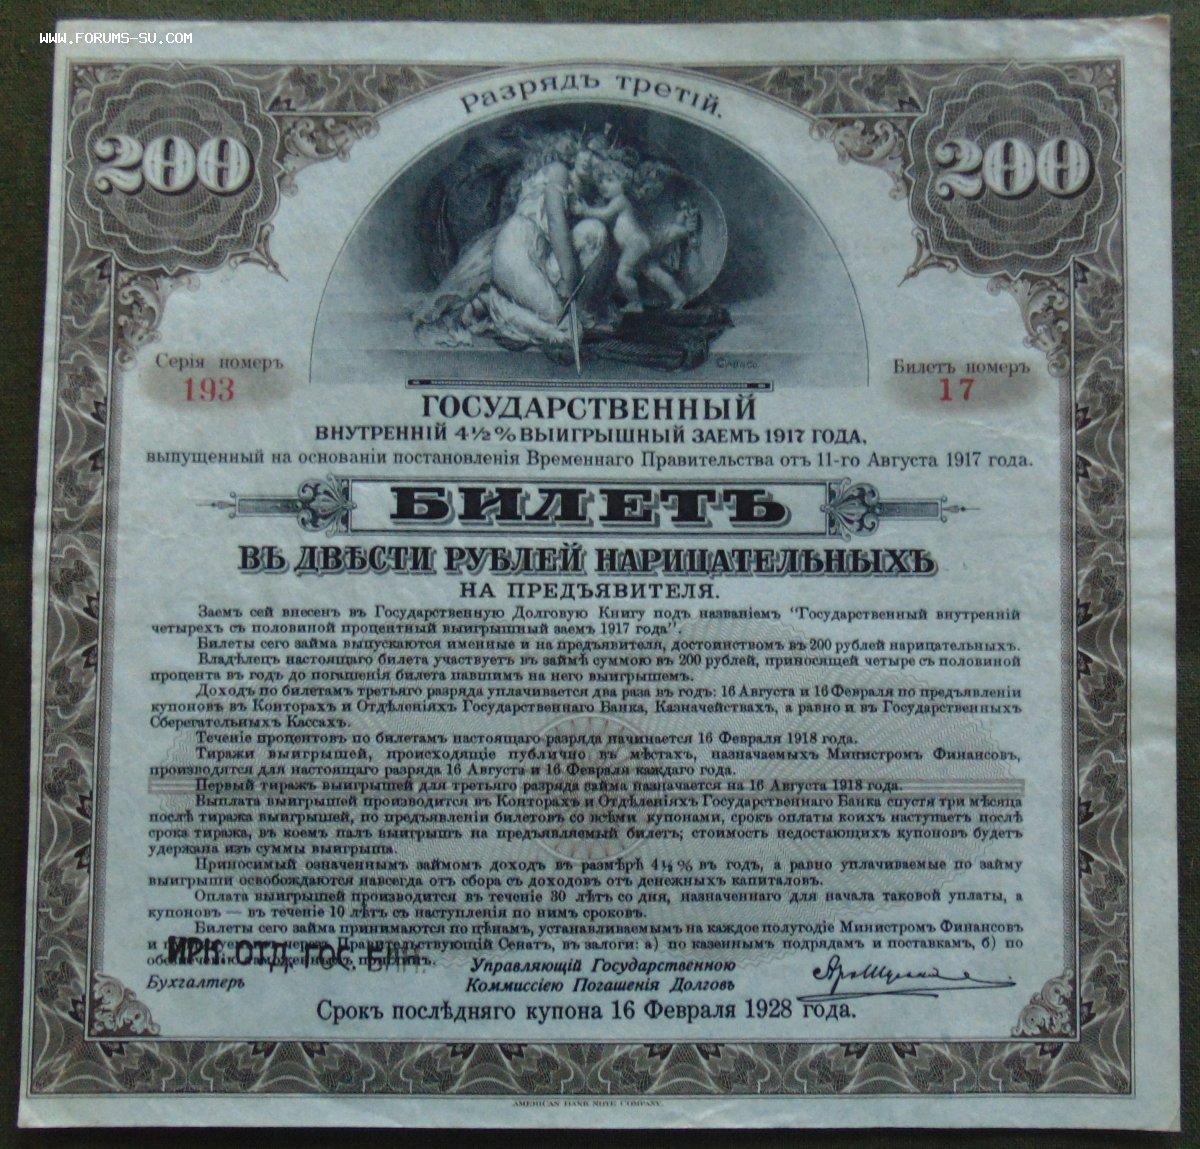 WWW.FORUMS-SU.COM
Разрядъ третій.
200
200
Серія номеръ
193
Билетъ номеръ
17
ГОСУДАРСТВЕННЫЙ
ВНУТРЕННІЙ 4½% ВЫИГРЫШНЫЙ ЗАЕМЪ 1917 ГОДА,
выпущенный на основаніи постановленія Временнаго Правительства отъ 11-го Августа 1917 года.
БИЛЕТЪ
ВЪ ДВѢСТИ РУБЛЕЙ НАРИЦАТЕЛЬНЫХЪ
НА ПРЕДЪЯВИТЕЛЯ.
Заемъ сей внесенъ въ Государственную Долговую Книгу подъ названіемъ "Государственный внутренній
четырехъ съ половиной процентный выигрышный заемъ 1917 года".
Билеты сего займа выпускаются именные и на предъявителя, достоинствомъ въ 200 рублей нарицательныхъ.
Владѣлецъ настоящаго билета участвуетъ въ займѣ суммою въ 200 рублей, приносящей четыре съ половиной
процента въ годъ до погашенія билета павшимъ на него выигрышемъ.
Доходъ по билетамъ третьяго разряда уплачивается два раза въ годъ: 16 Августа и 16 Февраля по предъявленіи
купоновъ въ Конторахъ и Отдѣленіяхъ Государственнаго Банка, Казначействахъ, а равно и въ Государственныхъ
Сберегательныхъ Кассахъ.
Теченіе процентовъ по билетамъ настоящаго разряда начинается 16 Февраля 1918 года.
Тиражи выигрышей, происходящіе публично въ мѣстахъ, назначаемыхъ Министромъ Финансовъ,
производятся для настоящаго разряда 16 Августа и 16 Февраля каждаго года.
Первый тиражъ выигрышей для третьяго разряда займа назначается на 16 Августа 1918 года.
Выплата выигрышей производится въ Конторахъ и Отдѣленіяхъ Государственнаго Банка спустя три мѣсяца
послѣ тиража выигрышей, по предъявленіи билетовъ со всѣми купонами, срокъ оплаты коихъ наступаетъ послѣ
срока тиража, въ коемъ палъ выигрышъ на предъявляемый билетъ; стоимость недостающихъ купоновъ будетъ
удержана изъ суммы выигрыша.
Приносимый означеннымъ займомъ доходъ въ размѣрѣ 4½% въ годъ, а равно уплачиваемые по займу
выигрыши освобождаются навсегда отъ сбора съ доходовъ отъ денежныхъ капиталовъ.
Оплата выигрышей производится въ теченіе 30 лѣтъ со дня, назначеннаго для начала таковой уплаты, а
купоновъ — въ теченіе 10 лѣтъ съ наступленія по нимъ сроковъ.
Билеты сего займа принимаются по цѣнамъ, устанавливаемымъ на каждое полугодіе Министромъ Финансовъ
и Правительствующій Сенатъ, въ залоги: а) по казеннымъ подрядамъ и поставкамъ, б) по
ИРК. ОТД. ГОС. БАН.
Бухгалтеръ
Управляющій Государственною
Коммиссіею Погашенія Долговъ
Срокъ послѣдняго купона 16 Февраля 1928 года.
AMERICAN BANK NOTE COMPANY.